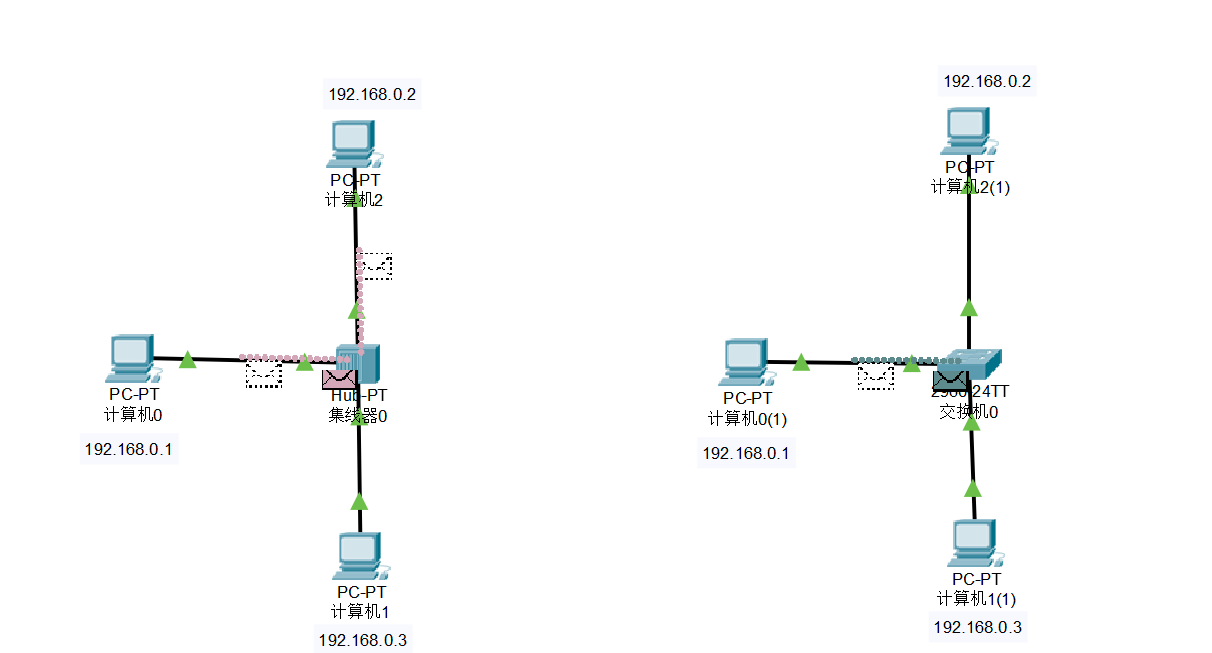 192.168.0.2
PC-PT
计算机2
PC-PT
计算机0
192.168.0.1
Hub-PT
集线器0
PC-PT
计算机1
192.168.0.3
192.168.0.2
PC-PT
计算机2(1)
PC-PT
计算机0(1)
192.168.0.1
2960-24TT
交换机0
PC-PT
计算机1(1)
192.168.0.3